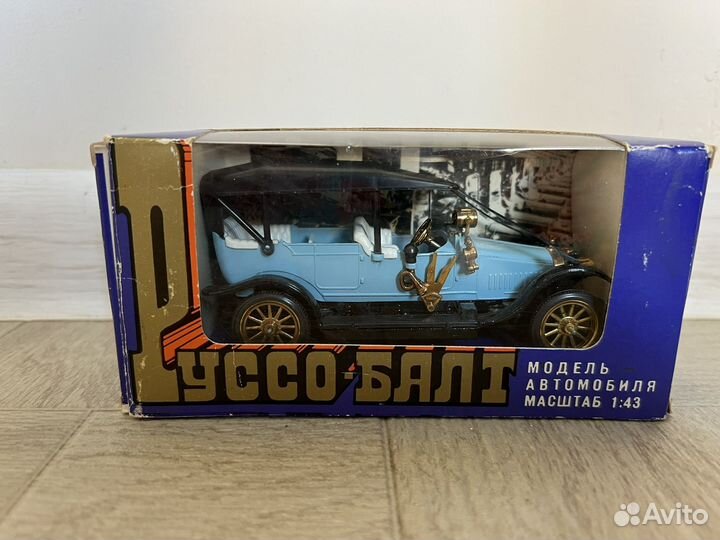 РУССО-БАЛТ
МОДЕЛЬ
АВТОМОБИЛЯ
МАСШТАБ 1:43
Avito